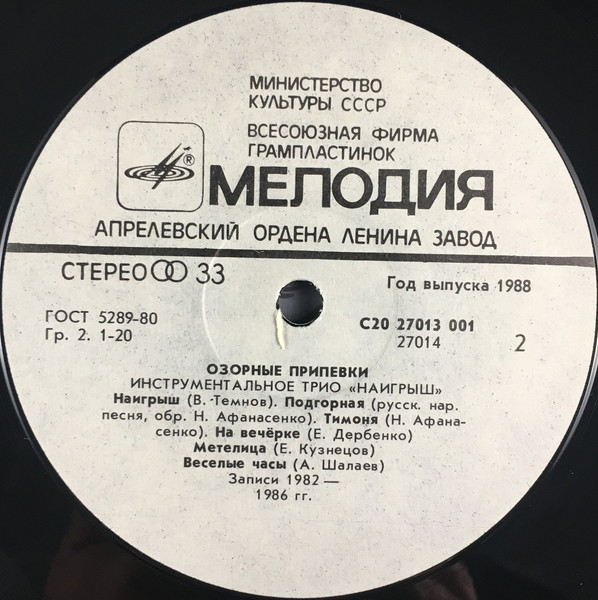 МИНИСТЕРСТВО
КУЛЬТУРЫ СССР
ВСЕСОЮЗНАЯ ФИРМА
ГРАМПЛАСТИНОК
®
МЕЛОДИЯ
АПРЕЛЕВСКИЙ ОРДЕНА ЛЕНИНА ЗАВОД
СТЕРЕО 33
Год выпуска 1988
ГОСТ 5289-80
Гр. 2. 1-20
С20 27013 001
27014
2
ОЗОРНЫЕ ПРИПЕВКИ
ИНСТРУМЕНТАЛЬНОЕ ТРИО «НАИГРЫШ»
Наигрыш (В. Темнов). Подгорная (русск. нар.
песня, обр. Н. Афанасенко). Тимоня (Н. Афана-
сенко). На вечёрке (Е. Дербенко)
Метелица (Е. Кузнецов)
Веселые часы (А. Шалаев)
Записи 1982 —
1986 гг.